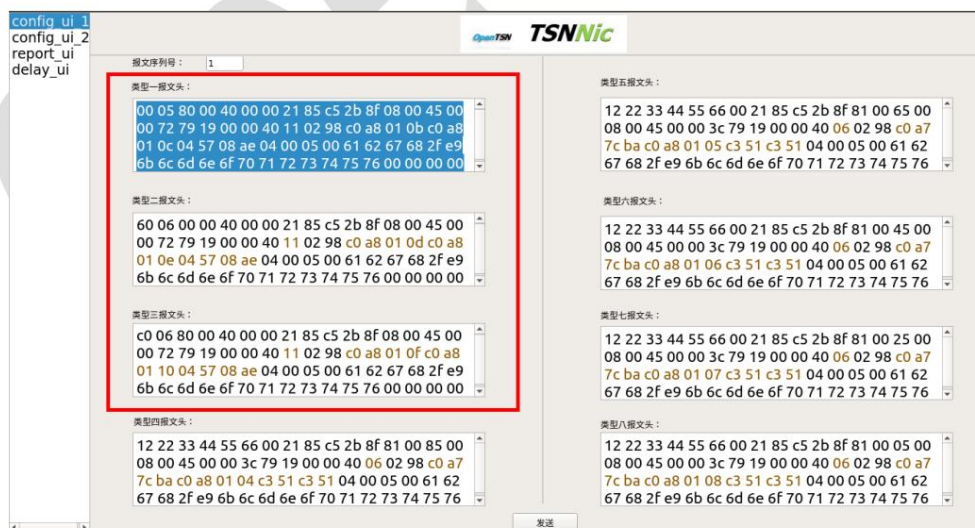 config_ui_1
config_ui_2
report_ui
delay_ui
OpenTSN TSNNic
报文序列号: 1
类型一报文头:
00 05 80 00 40 00 00 21 85 c5 2b 8f 08 00 45 00
00 72 79 19 00 00 40 11 02 98 c0 a8 01 0b c0 a8
01 0c 04 57 08 ae 04 00 05 00 61 62 67 68 2f e9
6b 6c 6d 6e 6f 70 71 72 73 74 75 76 00 00 00 00
类型二报文头:
60 06 00 00 40 00 00 21 85 c5 2b 8f 08 00 45 00
00 72 79 19 00 00 40 11 02 98 c0 a8 01 0d c0 a8
01 0e 04 57 08 ae 04 00 05 00 61 62 67 68 2f e9
6b 6c 6d 6e 6f 70 71 72 73 74 75 76 00 00 00 00
类型三报文头:
c0 06 80 00 40 00 00 21 85 c5 2b 8f 08 00 45 00
00 72 79 19 00 00 40 11 02 98 c0 a8 01 0f c0 a8
01 10 04 57 08 ae 04 00 05 00 61 62 67 68 2f e9
6b 6c 6d 6e 6f 70 71 72 73 74 75 76 00 00 00 00
类型四报文头:
12 22 33 44 55 66 00 21 85 c5 2b 8f 81 00 85 00
08 00 45 00 00 3c 79 19 00 00 40 06 02 98 c0 a7
7c ba c0 a8 01 04 c3 51 c3 51 04 00 05 00 61 62
67 68 2f e9 6b 6c 6d 6e 6f 70 71 72 73 74 75 76
类型五报文头:
12 22 33 44 55 66 00 21 85 c5 2b 8f 81 00 65 00
08 00 45 00 00 3c 79 19 00 00 40 06 02 98 c0 a7
7c ba c0 a8 01 05 c3 51 c3 51 04 00 05 00 61 62
67 68 2f e9 6b 6c 6d 6e 6f 70 71 72 73 74 75 76
类型六报文头:
12 22 33 44 55 66 00 21 85 c5 2b 8f 81 00 45 00
08 00 45 00 00 3c 79 19 00 00 40 06 02 98 c0 a7
7c ba c0 a8 01 06 c3 51 c3 51 04 00 05 00 61 62
67 68 2f e9 6b 6c 6d 6e 6f 70 71 72 73 74 75 76
类型七报文头:
12 22 33 44 55 66 00 21 85 c5 2b 8f 81 00 25 00
08 00 45 00 00 3c 79 19 00 00 40 06 02 98 c0 a7
7c ba c0 a8 01 07 c3 51 c3 51 04 00 05 00 61 62
67 68 2f e9 6b 6c 6d 6e 6f 70 71 72 73 74 75 76
类型八报文头:
12 22 33 44 55 66 00 21 85 c5 2b 8f 81 00 05 00
08 00 45 00 00 3c 79 19 00 00 40 06 02 98 c0 a7
7c ba c0 a8 01 08 c3 51 c3 51 04 00 05 00 61 62
67 68 2f e9 6b 6c 6d 6e 6f 70 71 72 73 74 75 76
发送